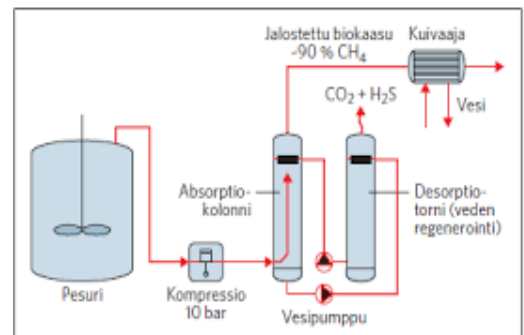 Jalostettu biokaasu
~90 % CH₄
Kuivaaja
CO₂ + H₂S
Vesi
Absorptio-
kolonni
Desorptio-
torni (veden
regenerointi)
Pesuri
Kompressio
10 bar
Vesipumppu